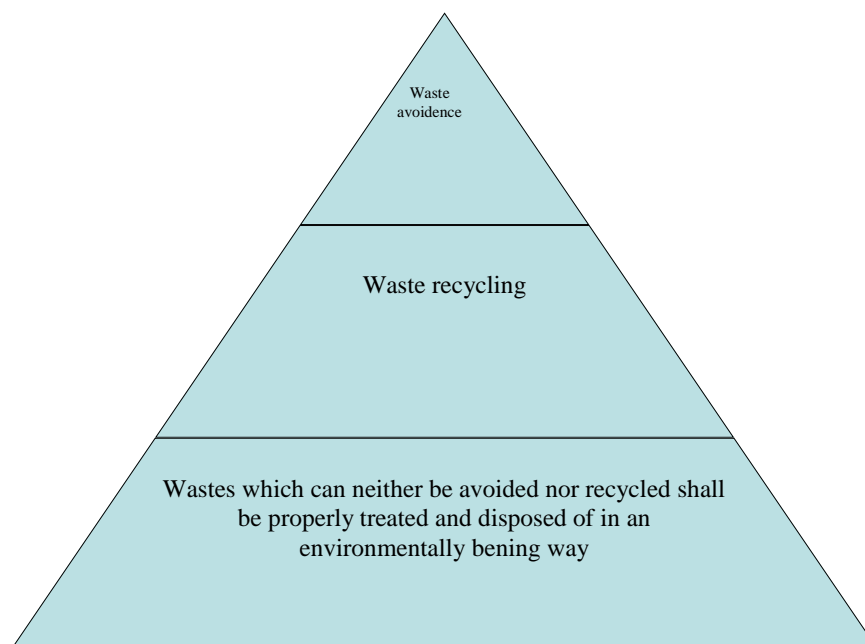 Waste
avoidence
Waste recycling
Wastes which can neither be avoided nor recycled shall
be properly treated and disposed of in an
environmentally bening way